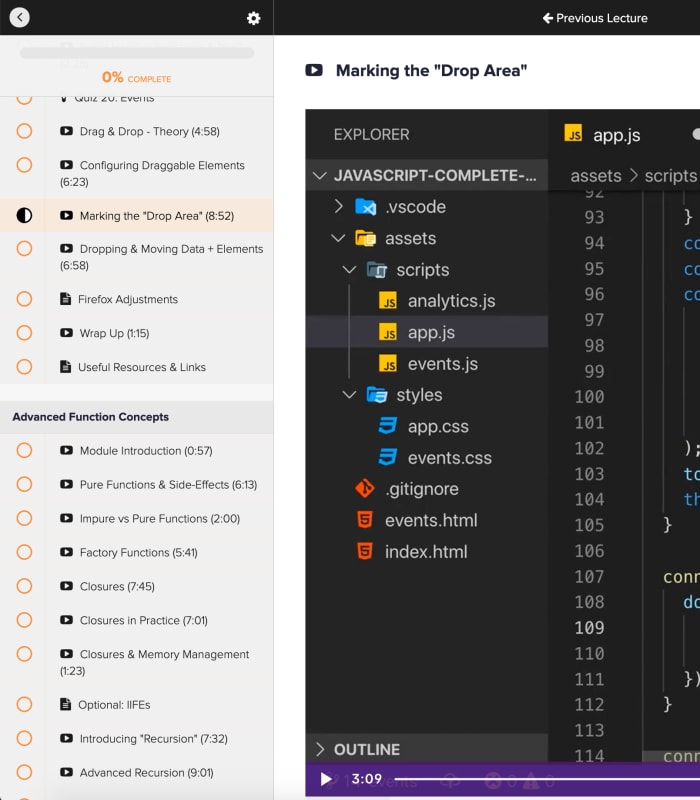 Previous Lecture
0% COMPLETE
Quiz 20: Events
Drag & Drop - Theory (4:58)
Configuring Draggable Elements
(6:23)
Marking the "Drop Area" (8:52)
Dropping & Moving Data + Elements
(6:58)
Firefox Adjustments
Wrap Up (1:15)
Useful Resources & Links
Advanced Function Concepts
Module Introduction (0:57)
Pure Functions & Side-Effects (6:13)
Impure vs Pure Functions (2:00)
Factory Functions (5:41)
Closures (7:45)
Closures in Practice (7:01)
Closures & Memory Management
(1:23)
Optional: IIFEs
Introducing "Recursion" (7:32)
Advanced Recursion (9:01)
Marking the "Drop Area"
EXPLORER
JAVASCRIPT-COMPLETE-...
.vscode
assets
scripts
JS analytics.js
JS app.js
JS events.js
styles
app.css
events.css
.gitignore
events.html
index.html
OUTLINE
JS app.js
assets > scripts
92
93 }
94 co
95 co
96 co
97
98
99
100
101
102 );
103 to
104 th
105 }
106
107 conn
108 do
109
110
111 })
112 }
113
114 conn
3:09